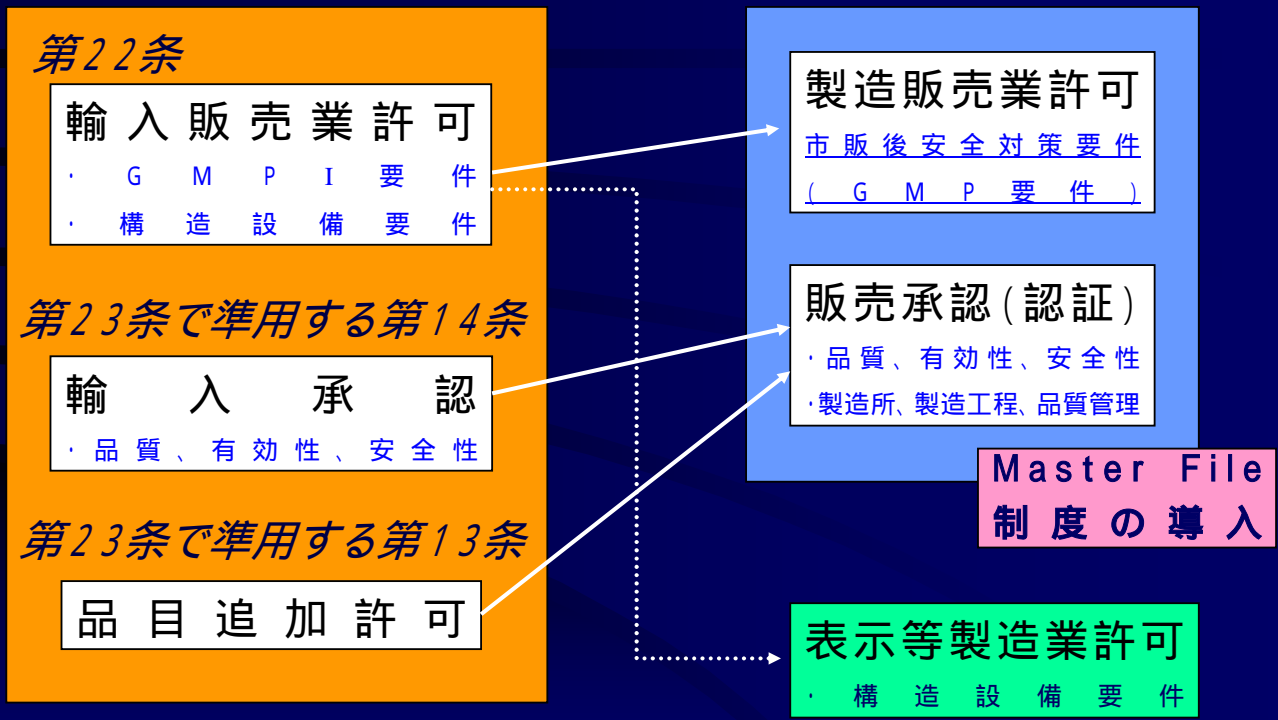 第22条
輸入販売業許可
・GMPI要件
・構造設備要件
第23条で準用する第14条
輸入承認
・品質、有効性、安全性
第23条で準用する第13条
品目追加許可
製造販売業許可
市販後安全対策要件
(GMP要件)
販売承認(認証)
・品質、有効性、安全性
・製造所、製造工程、品質管理
Master File
制度の導入
表示等製造業許可
・構造設備要件